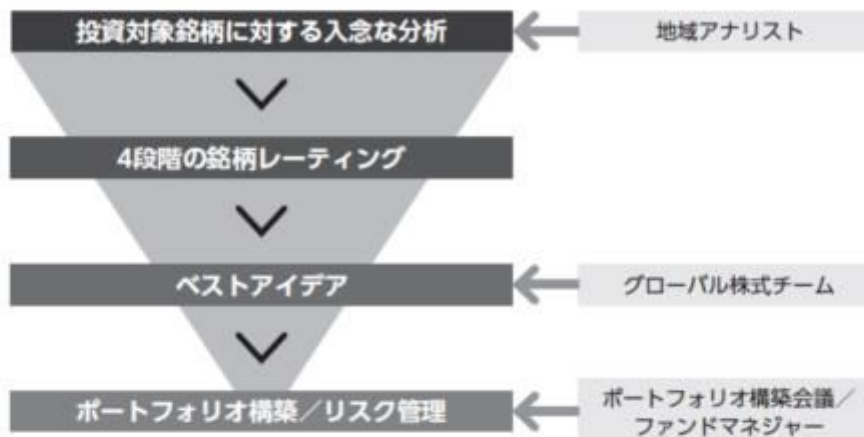 投資対象銘柄に対する入念な分析
地域アナリスト
4段階の銘柄レーティング
ベストアイデア
グローバル株式チーム
ポートフォリオ構築／リスク管理
ポートフォリオ構築会議／
ファンドマネジャー